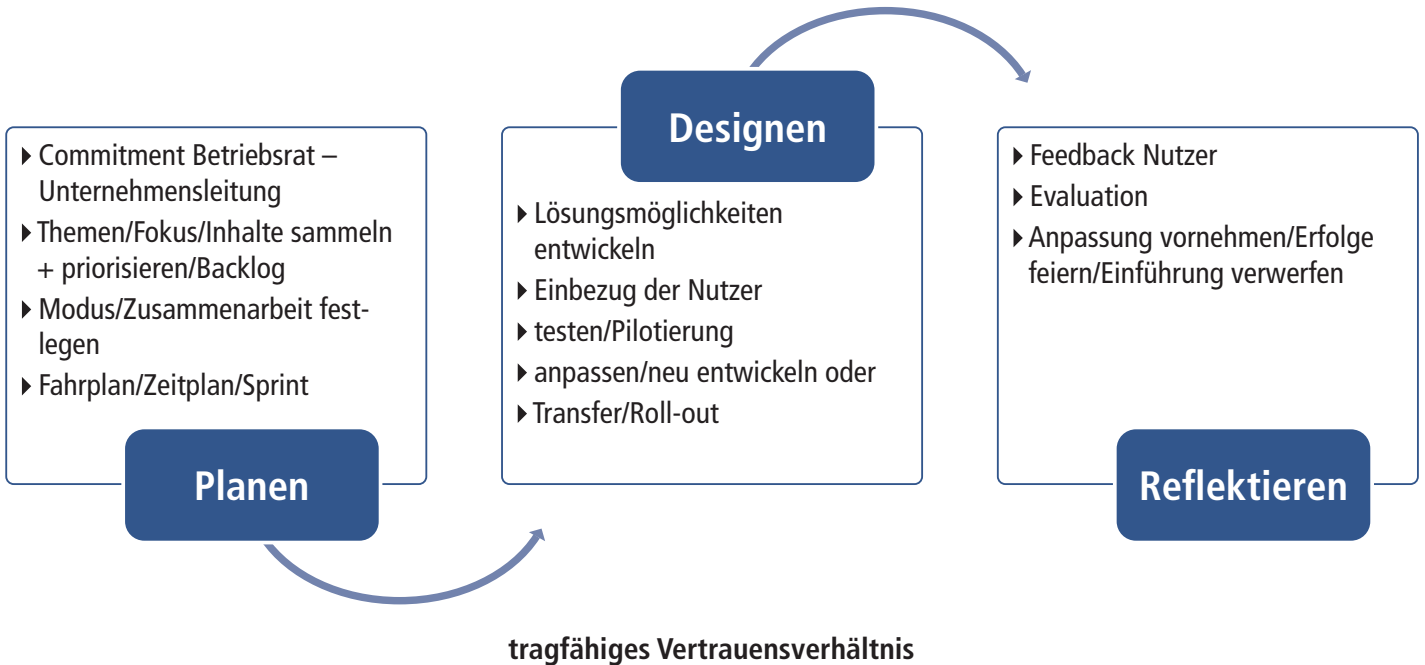 ▸ Commitment Betriebsrat –
Unternehmensleitung
▸ Themen/Fokus/Inhalte sammeln
+ priorisieren/Backlog
▸ Modus/Zusammenarbeit fest-
legen
▸ Fahrplan/Zeitplan/Sprint
Planen
Designen
▸ Lösungsmöglichkeiten
entwickeln
▸ Einbezug der Nutzer
▸ testen/Pilotierung
▸ anpassen/neu entwickeln oder
▸ Transfer/Roll-out
▸ Feedback Nutzer
▸ Evaluation
▸ Anpassung vornehmen/Erfolge
feiern/Einführung verwerfen
Reflektieren
tragfähiges Vertrauensverhältnis